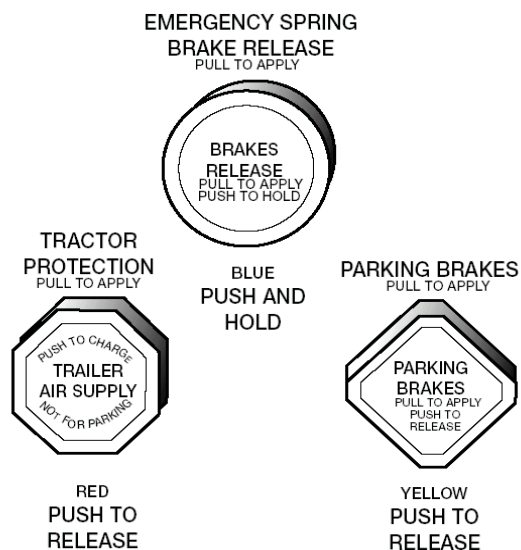 EMERGENCY SPRING
BRAKE RELEASE
PULL TO APPLY
BRAKES
RELEASE
PULL TO APPLY
PUSH TO HOLD
BLUE
PUSH AND
HOLD
TRACTOR
PROTECTION
PULL TO APPLY
PUSH TO CHARGE
TRAILER
AIR SUPPLY
NOT FOR PARKING
RED
PUSH TO
RELEASE
PARKING BRAKES
PULL TO APPLY
PARKING
BRAKES
PULL TO APPLY
PUSH TO
RELEASE
YELLOW
PUSH TO
RELEASE